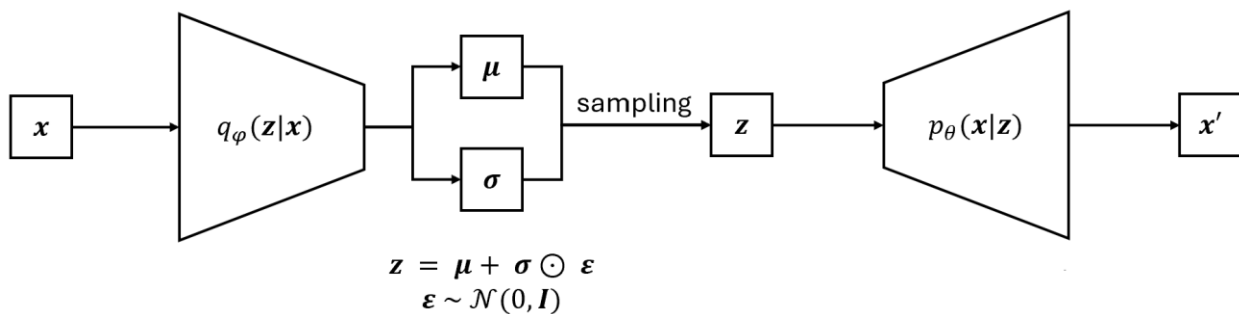 x
qφ(z|x)
μ
σ
sampling
z
pθ(x|z)
x′
z = μ + σ ⊙ ε
ε ~ 𝒩(0, I)